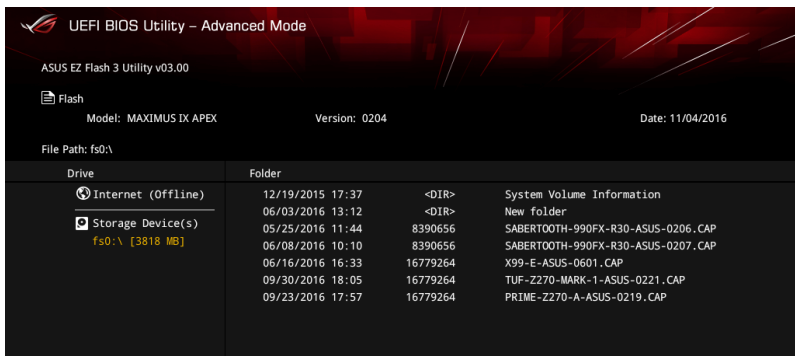 UEFI BIOS Utility – Advanced Mode
ASUS EZ Flash 3 Utility v03.00
Flash
Model: MAXIMUS IX APEX Version: 0204 Date: 11/04/2016
File Path: fs0:\
Drive Folder
Internet (Offline)
Storage Device(s)
fs0:\ [3818 MB]
12/19/2015 17:37 <DIR> System Volume Information
06/03/2016 13:12 <DIR> New folder
05/25/2016 11:44 8390656 SABERTOOTH-990FX-R30-ASUS-0206.CAP
06/08/2016 10:10 8390656 SABERTOOTH-990FX-R30-ASUS-0207.CAP
06/16/2016 16:33 16779264 X99-E-ASUS-0601.CAP
09/30/2016 18:05 16779264 TUF-Z270-MARK-1-ASUS-0221.CAP
09/23/2016 17:57 16779264 PRIME-Z270-A-ASUS-0219.CAP